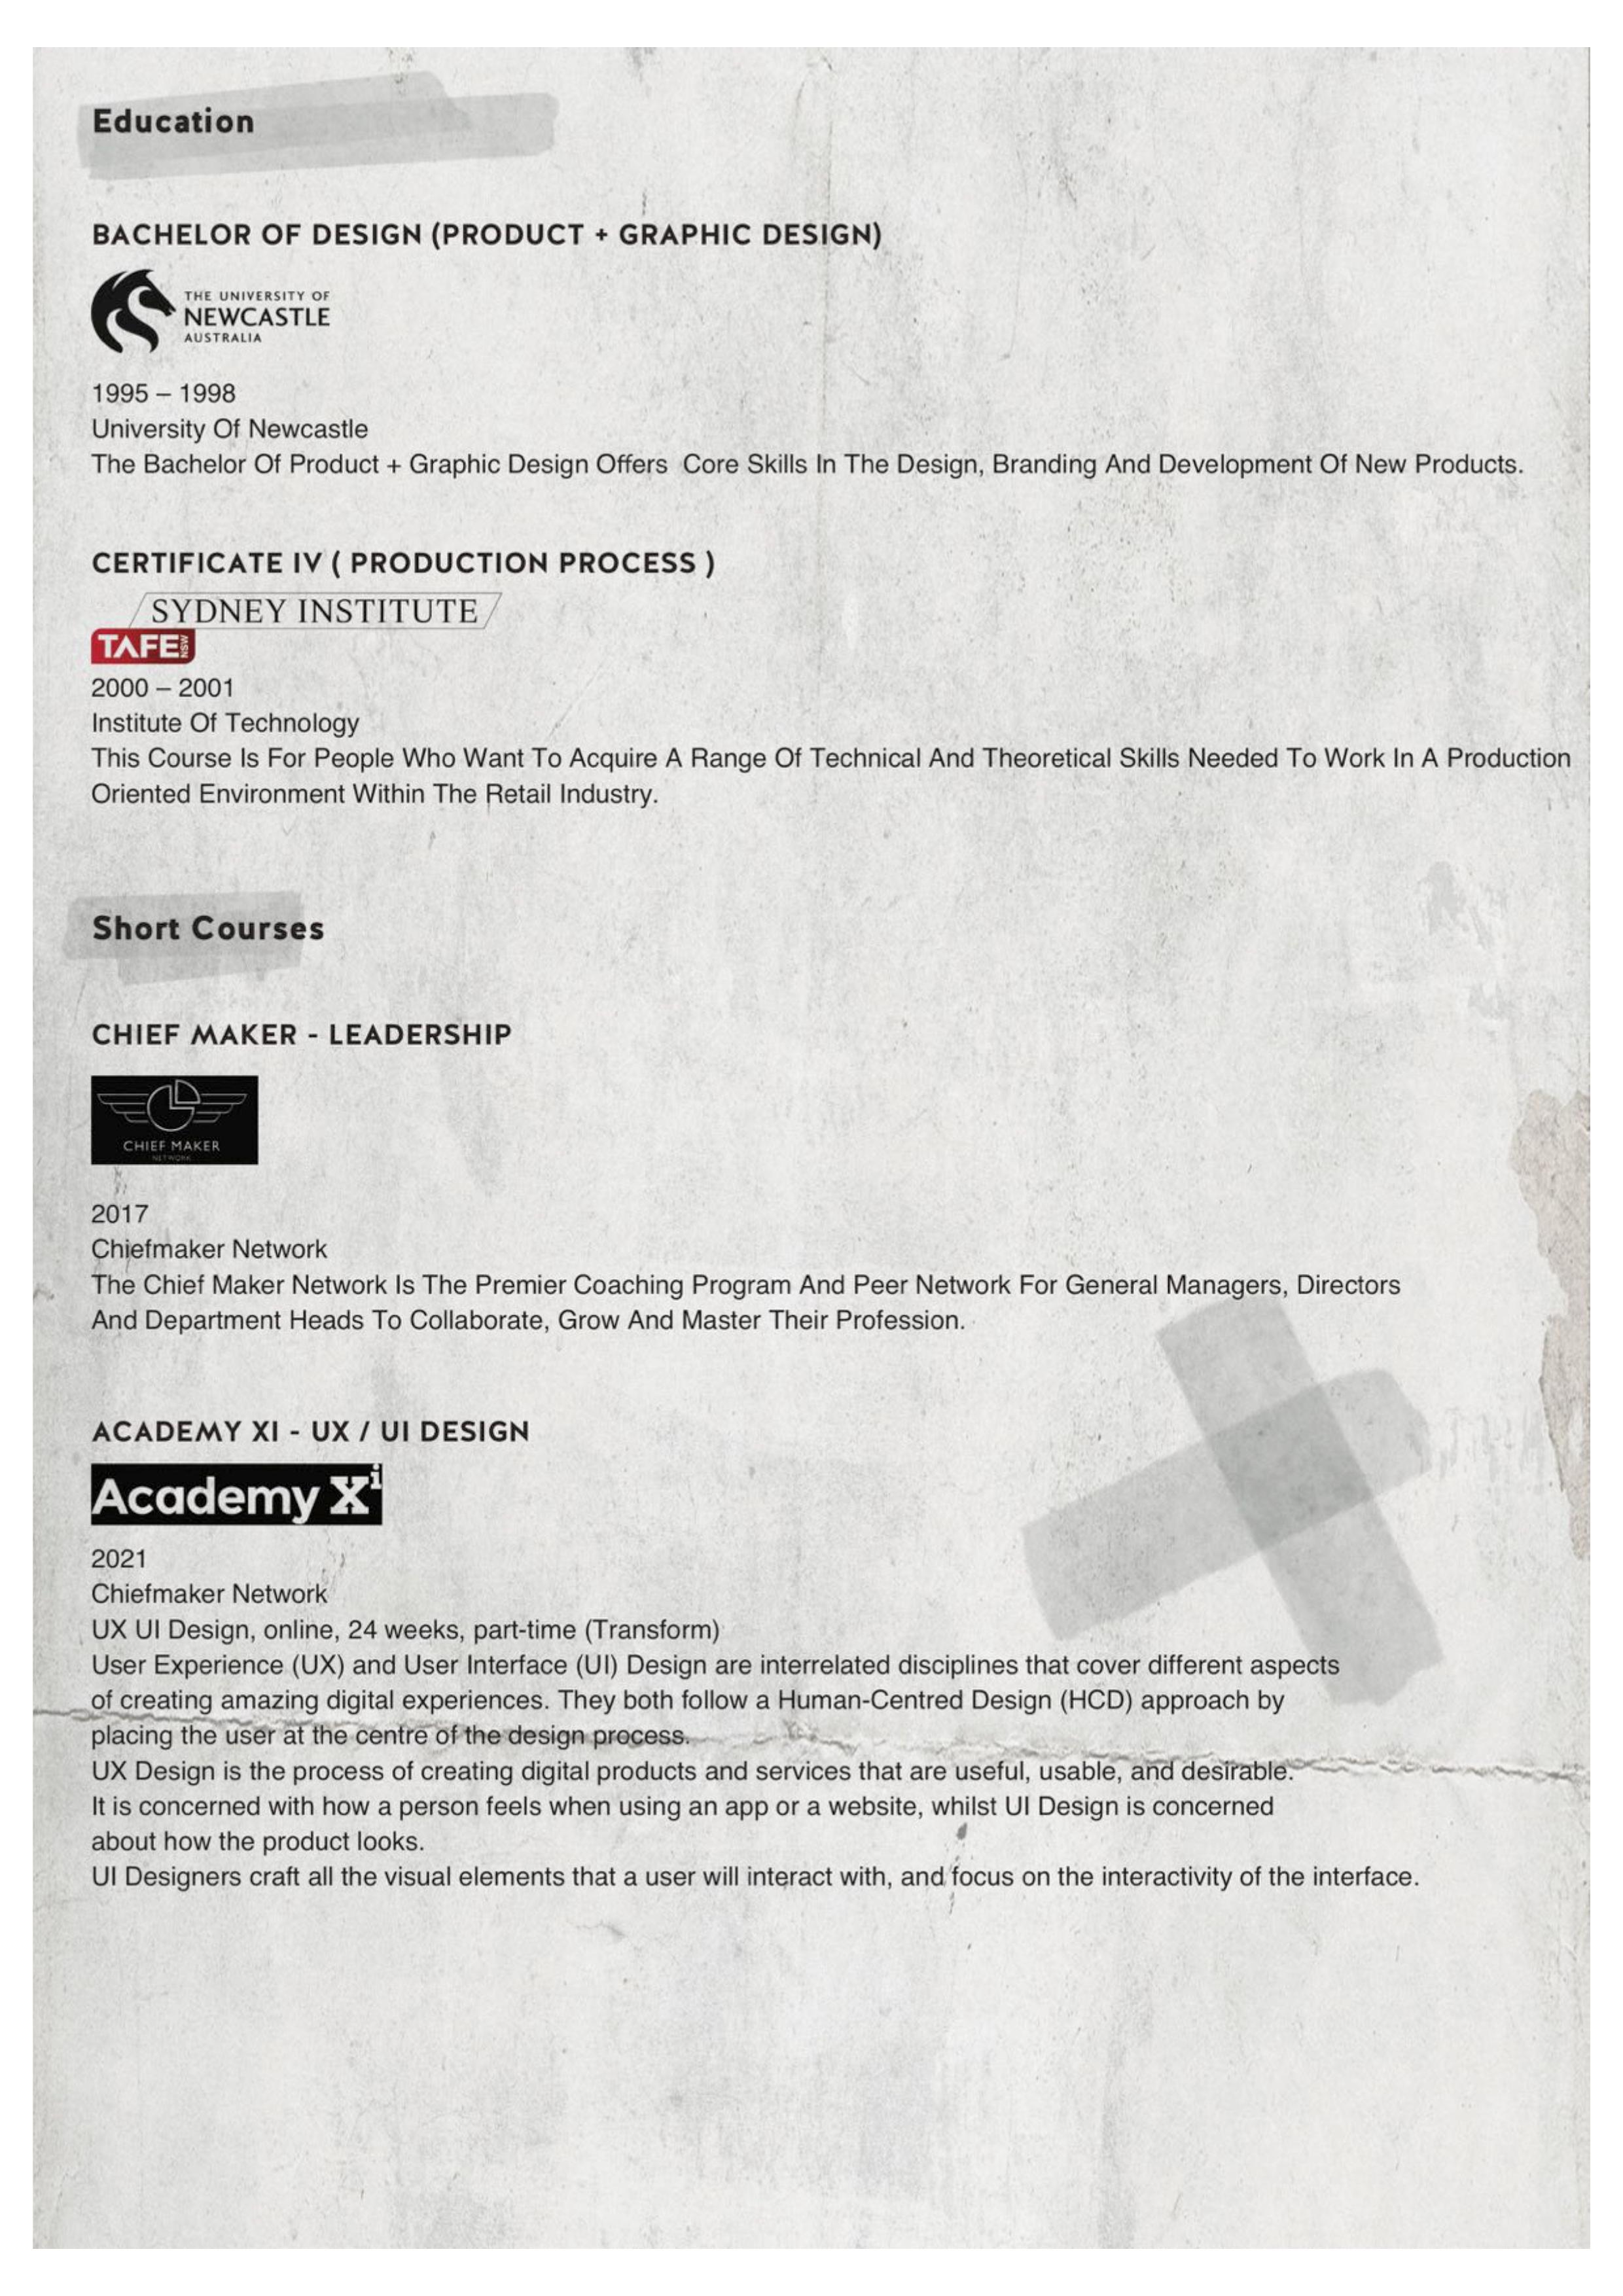 Education
BACHELOR OF DESIGN (PRODUCT + GRAPHIC DESIGN)
THE UNIVERSITY OF
NEWCASTLE
AUSTRALIA
1995 – 1998
University Of Newcastle
The Bachelor Of Product + Graphic Design Offers  Core Skills In The Design, Branding And Development Of New Products.
CERTIFICATE IV ( PRODUCTION PROCESS )
SYDNEY INSTITUTE
TAFE NSW
2000 – 2001
Institute Of Technology
This Course Is For People Who Want To Acquire A Range Of Technical And Theoretical Skills Needed To Work In A Production
Oriented Environment Within The Retail Industry.
Short Courses
CHIEF MAKER - LEADERSHIP
CHIEF MAKER
NETWORK
2017
Chiefmaker Network
The Chief Maker Network Is The Premier Coaching Program And Peer Network For General Managers, Directors
And Department Heads To Collaborate, Grow And Master Their Profession.
ACADEMY XI - UX / UI DESIGN
Academy Xi
2021
Chiefmaker Network
UX UI Design, online, 24 weeks, part-time (Transform)
User Experience (UX) and User Interface (UI) Design are interrelated disciplines that cover different aspects
of creating amazing digital experiences. They both follow a Human-Centred Design (HCD) approach by
placing the user at the centre of the design process.
UX Design is the process of creating digital products and services that are useful, usable, and desirable.
It is concerned with how a person feels when using an app or a website, whilst UI Design is concerned
about how the product looks.
UI Designers craft all the visual elements that a user will interact with, and focus on the interactivity of the interface.